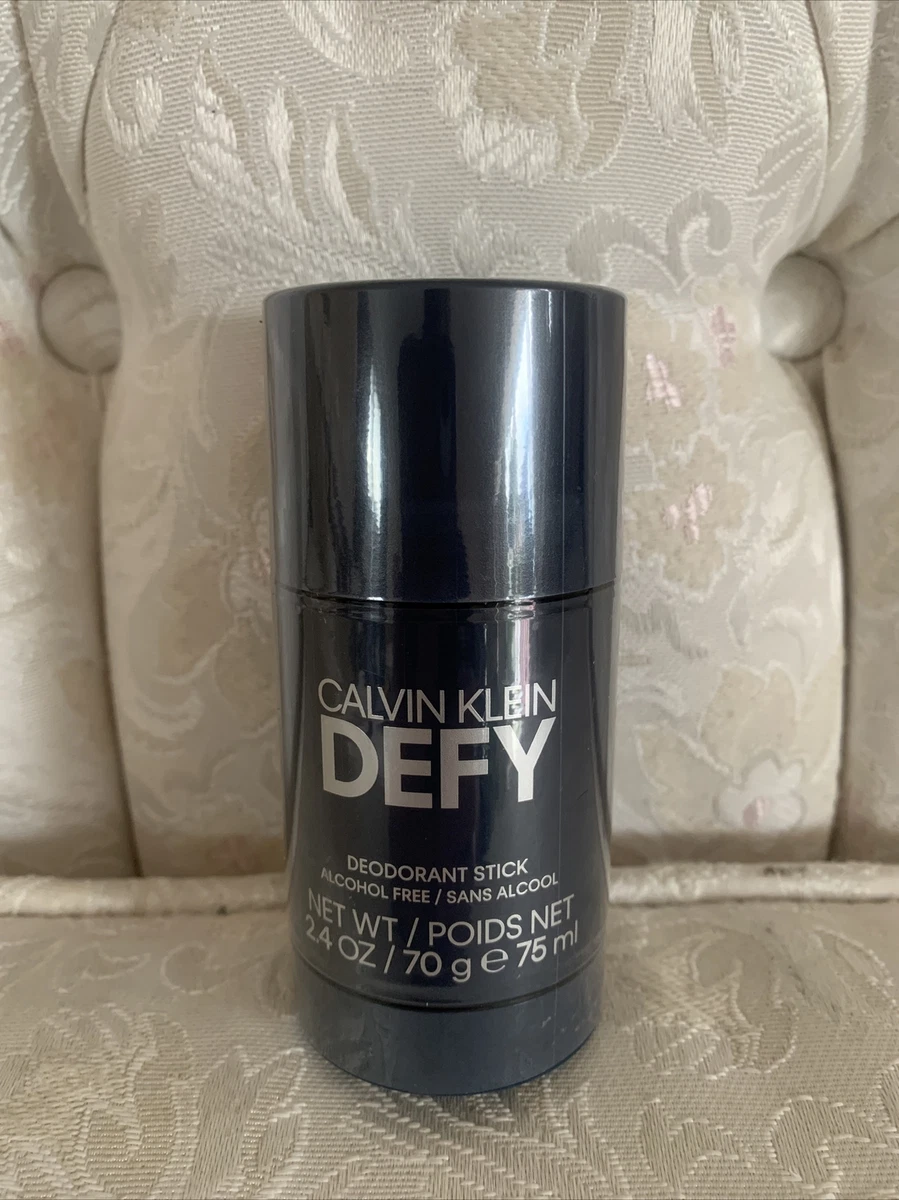 CALVIN KLEIN
DEFY
DEODORANT STICK
ALCOHOL FREE / SANS ALCOOL
NET WT / POIDS NET
2.4 OZ / 70 g ℮ 75 ml